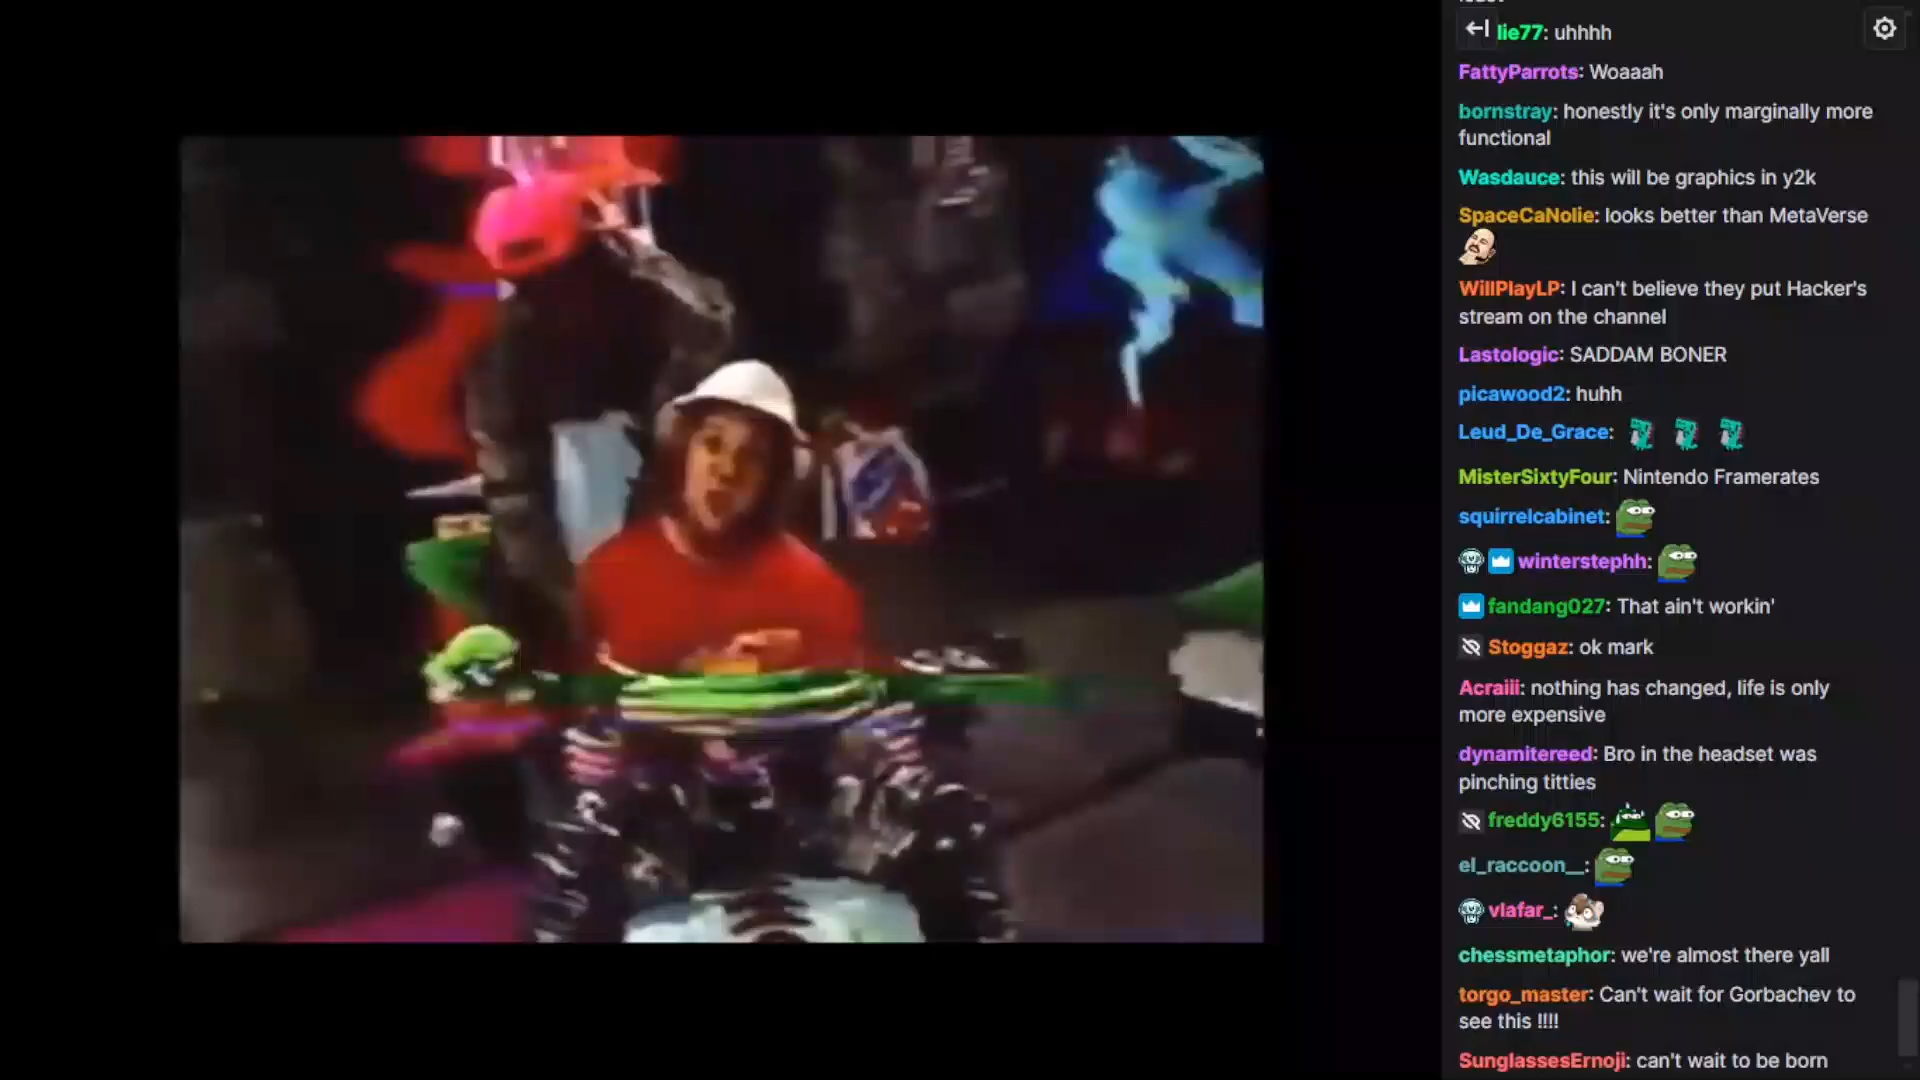 lie77: uhhhh
FattyParrots: Woaaah
bornstray: honestly it's only marginally more
functional
Wasdauce: this will be graphics in y2k
SpaceCaNolie: looks better than MetaVerse
WillPlayLP: I can't believe they put Hacker's
stream on the channel
Lastologic: SADDAM BONER
picawood2: huhh
Leud_De_Grace:
MisterSixtyFour: Nintendo Framerates
squirrelcabinet:
winterstephh:
fandang027: That ain't workin'
Stoggaz: ok mark
Acraiii: nothing has changed, life is only
more expensive
dynamitereed: Bro in the headset was
pinching titties
freddy6155:
el_raccoon__:
vlafar_:
chessmetaphor: we're almost there yall
torgo_master: Can't wait for Gorbachev to
see this !!!!
SunglassesErnoji: can't wait to be born